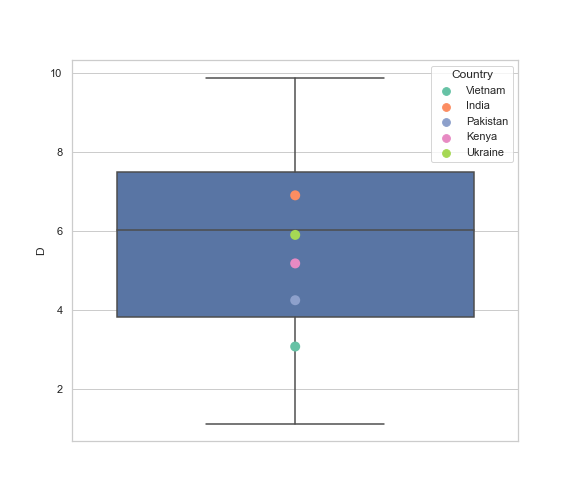 10
8
6
4
2
D
Country
Vietnam
India
Pakistan
Kenya
Ukraine